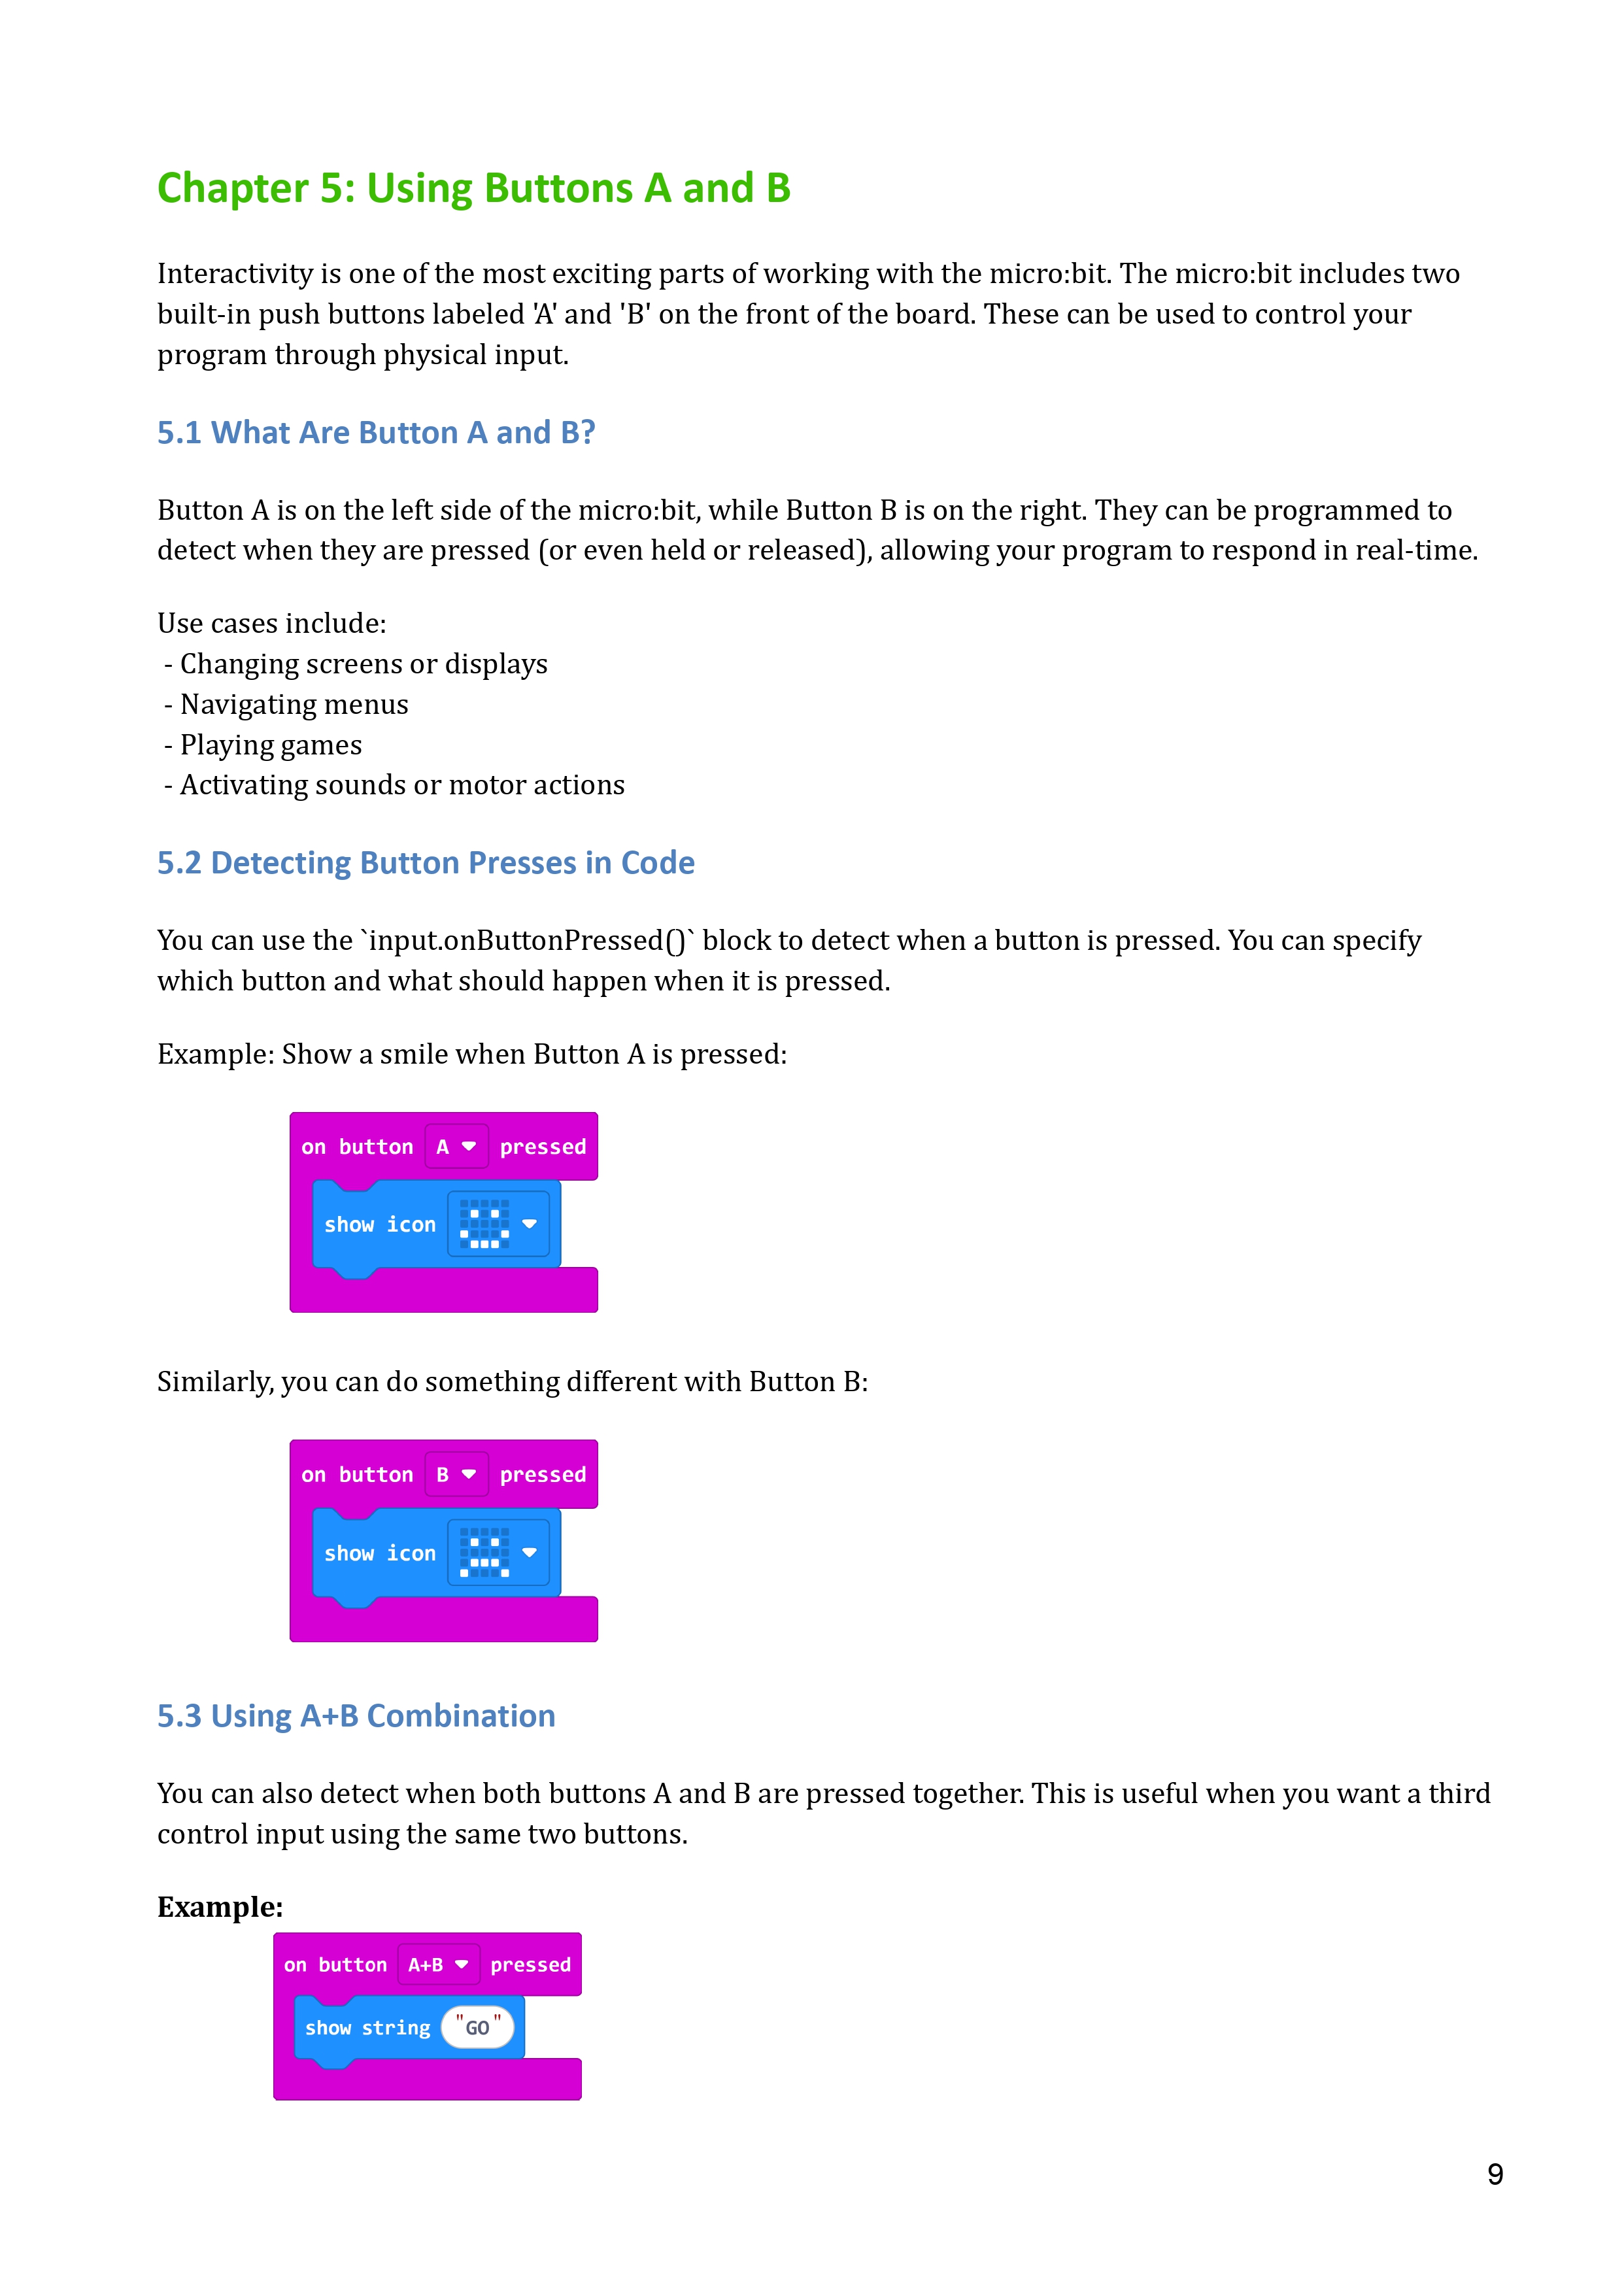 Chapter 5: Using Buttons A and B
Interactivity is one of the most exciting parts of working with the micro:bit. The micro:bit includes two
built-in push buttons labeled 'A' and 'B' on the front of the board. These can be used to control your
program through physical input.
5.1 What Are Button A and B?
Button A is on the left side of the micro:bit, while Button B is on the right. They can be programmed to
detect when they are pressed (or even held or released), allowing your program to respond in real-time.
Use cases include:
- Changing screens or displays
- Navigating menus
- Playing games
- Activating sounds or motor actions
5.2 Detecting Button Presses in Code
You can use the `input.onButtonPressed()` block to detect when a button is pressed. You can specify
which button and what should happen when it is pressed.
Example: Show a smile when Button A is pressed:
on button A pressed
show icon
Similarly, you can do something different with Button B:
on button B pressed
show icon
5.3 Using A+B Combination
You can also detect when both buttons A and B are pressed together. This is useful when you want a third
control input using the same two buttons.
Example:
on button A+B pressed
show string "GO"
9